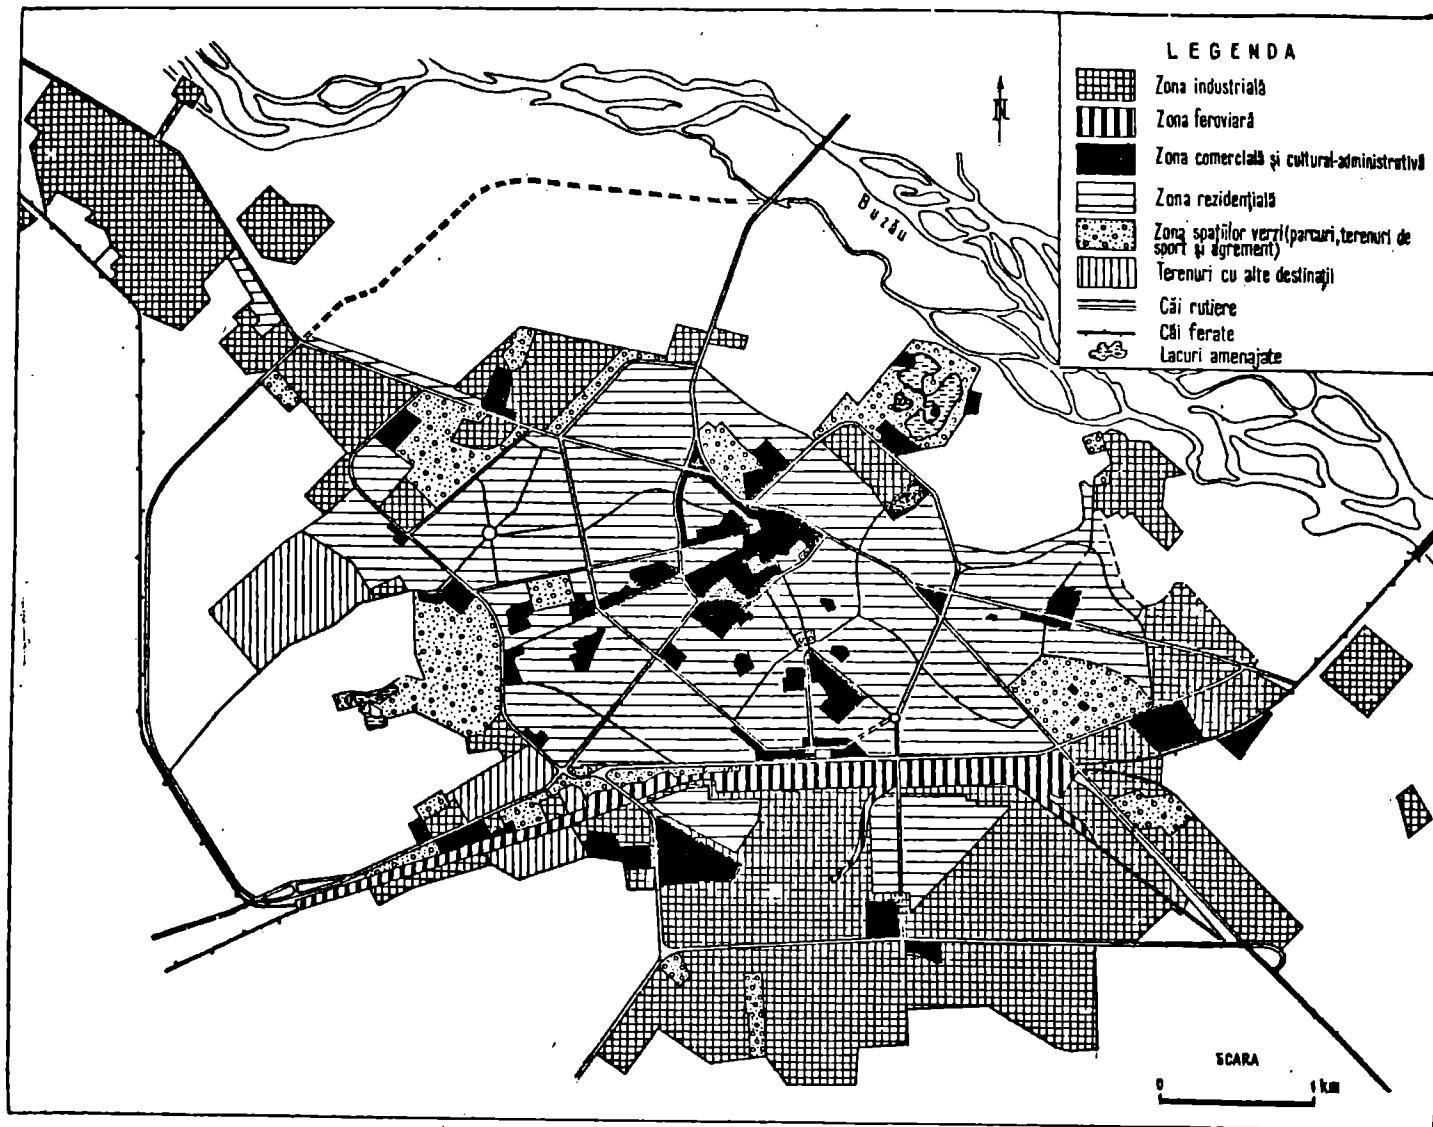 LEGENDA
Zona industrială
Zona feroviară
Zona comercială și cultural-administrativă
Zona rezidențială
Zona spațiilor verzi (parcuri, terenuri de
sport și agrement)
Terenuri cu alte destinații
Căi rutiere
Căi ferate
Lacuri amenajate
N
Buzău
SCARA
0 1 km